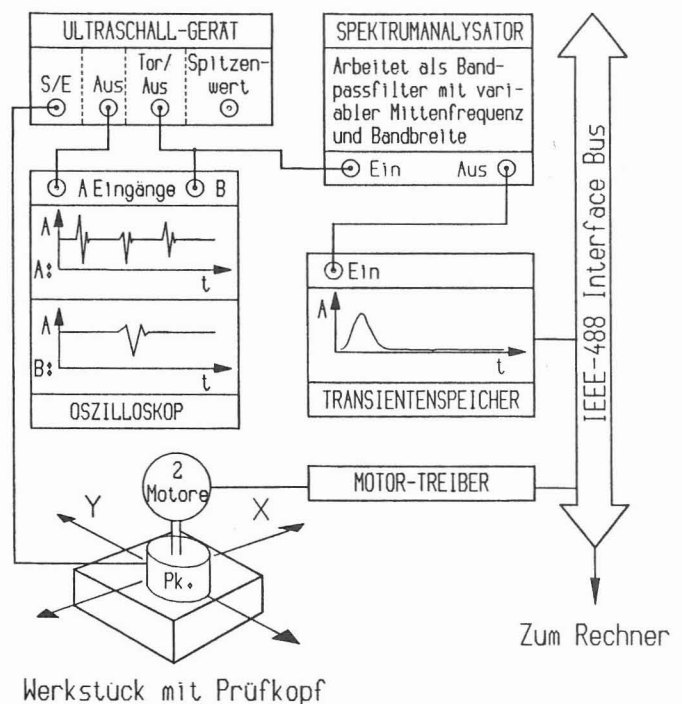 ULTRASCHALL-GERÄT
S/E
Aus
Tor/
Aus
Spitzen-
wert
SPEKTRUMANALYSATOR
Arbeitet als Band-
passfilter mit vari-
abler Mittenfrequenz
und Bandbreite
Ein
Aus
A Eingänge
B
A
A:
t
A
B:
t
OSZILLOSKOP
Ein
A
t
TRANSIENTENSPEICHER
IEEE-488 Interface Bus
2
Motore
MOTOR-TREIBER
Y
X
Pk.
Zum Rechner
Werkstück mit Prüfkopf